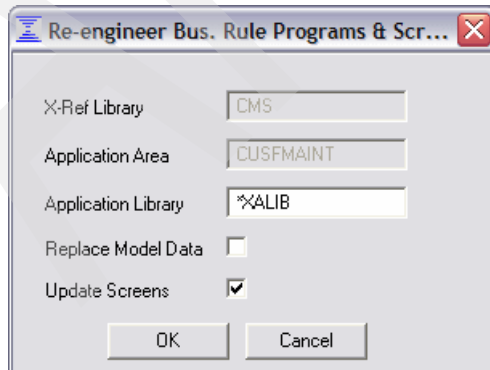 Re-engineer Bus. Rule Programs & Scr...
X-Ref Library CMS
Application Area CUSFMAINT
Application Library *XALIB
Replace Model Data
Update Screens
OK Cancel